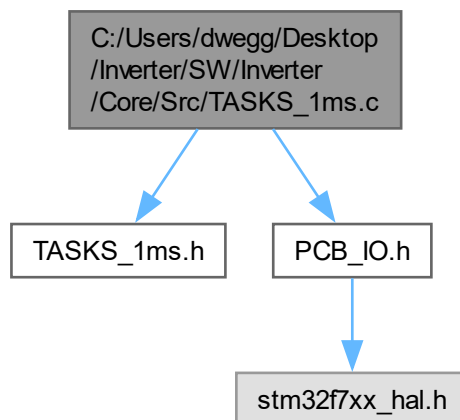 C:/Users/dwegg/Desktop
/Inverter/SW/Inverter
/Core/Src/TASKS_1ms.c
TASKS_1ms.h
PCB_IO.h
stm32f7xx_hal.h